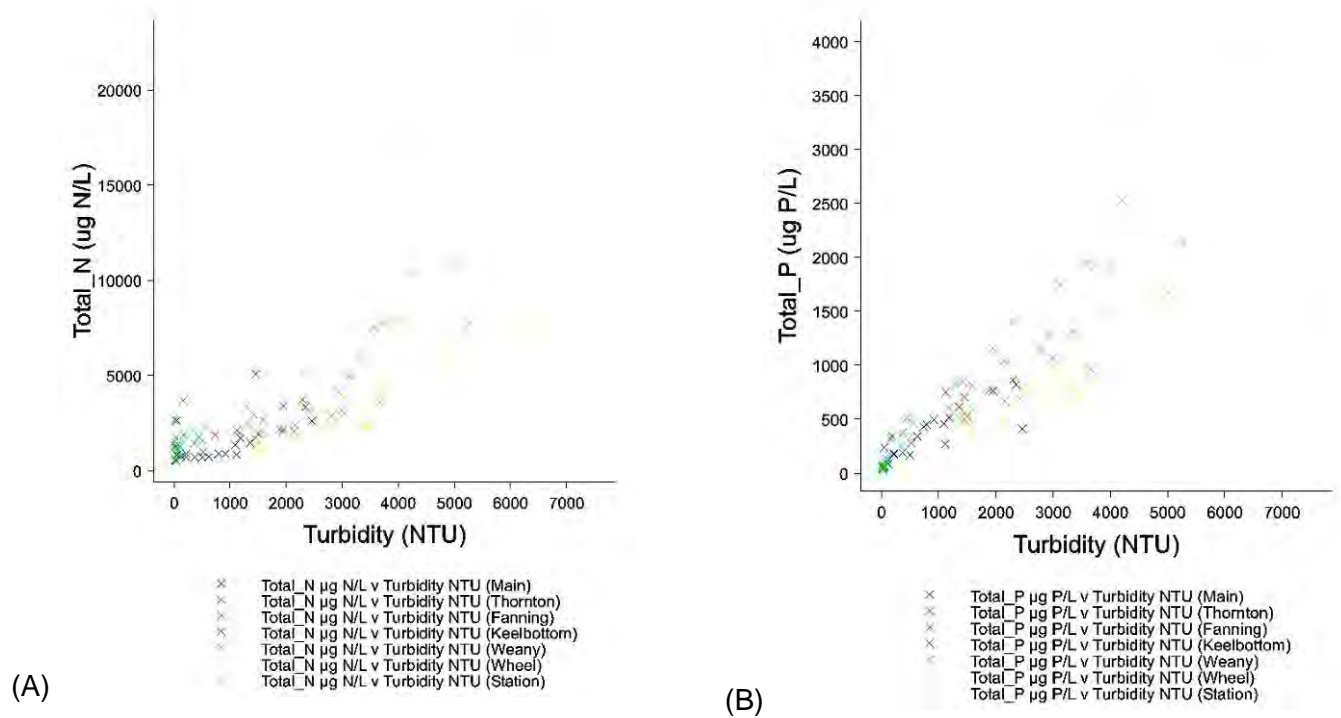 20000
15000
10000
5000
0
Total_N (ug N/L)
0 1000 2000 3000 4000 5000 6000 7000
Turbidity (NTU)
Total_N µg N/L v Turbidity NTU (Main)
Total_N µg N/L v Turbidity NTU (Thornton)
Total_N µg N/L v Turbidity NTU (Fanning)
Total_N µg N/L v Turbidity NTU (Keelbottom)
Total_N µg N/L v Turbidity NTU (Weany)
Total_N µg N/L v Turbidity NTU (Wheel)
Total_N µg N/L v Turbidity NTU (Station)
(A)
4000
3500
3000
2500
2000
1500
1000
500
0
Total_P (ug P/L)
0 1000 2000 3000 4000 5000 6000 7000
Turbidity (NTU)
Total_P µg P/L v Turbidity NTU (Main)
Total_P µg P/L v Turbidity NTU (Thornton)
Total_P µg P/L v Turbidity NTU (Fanning)
Total_P µg P/L v Turbidity NTU (Keelbottom)
Total_P µg P/L v Turbidity NTU (Weany)
Total_P µg P/L v Turbidity NTU (Wheel)
Total_P µg P/L v Turbidity NTU (Station)
(B)